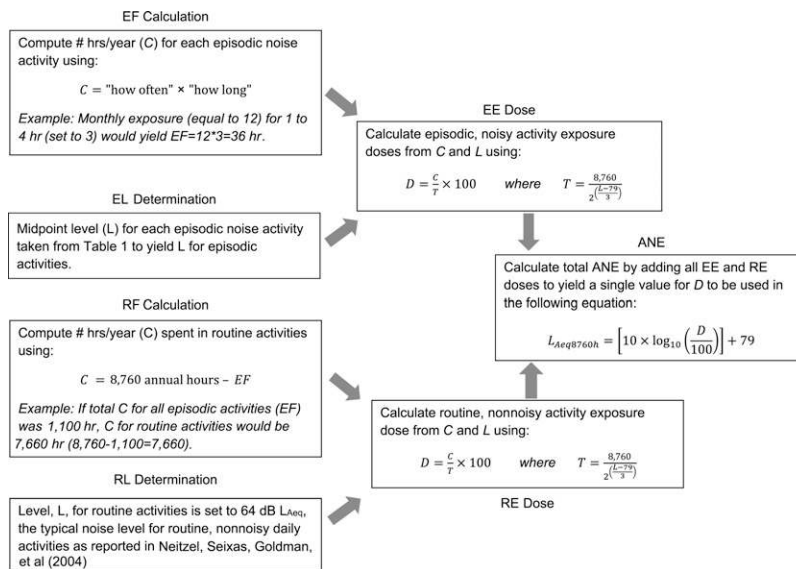 EF Calculation
Compute # hrs/year (C) for each episodic noise
activity using:
C = "how often" × "how long"
Example: Monthly exposure (equal to 12) for 1 to
4 hr (set to 3) would yield EF=12*3=36 hr.
EL Determination
Midpoint level (L) for each episodic noise activity
taken from Table 1 to yield L for episodic
activities.
RF Calculation
Compute # hrs/year (C) spent in routine activities
using:
C = 8,760 annual hours – EF
Example: If total C for all episodic activities (EF)
was 1,100 hr, C for routine activities would be
7,660 hr (8,760-1,100=7,660).
RL Determination
Level, L, for routine activities is set to 64 dB LAeq,
the typical noise level for routine, nonnoisy daily
activities as reported in Neitzel, Seixas, Goldman,
et al (2004)
EE Dose
Calculate episodic, noisy activity exposure
doses from C and L using:
D = C/T × 100 where T = 8,760/2^((L−79)/3)
ANE
Calculate total ANE by adding all EE and RE
doses to yield a single value for D to be used in
the following equation:
LAeq8760h = [10 × log10 (D/100)] + 79
Calculate routine, nonnoisy activity exposure
dose from C and L using:
D = C/T × 100 where T = 8,760/2^((L−79)/3)
RE Dose